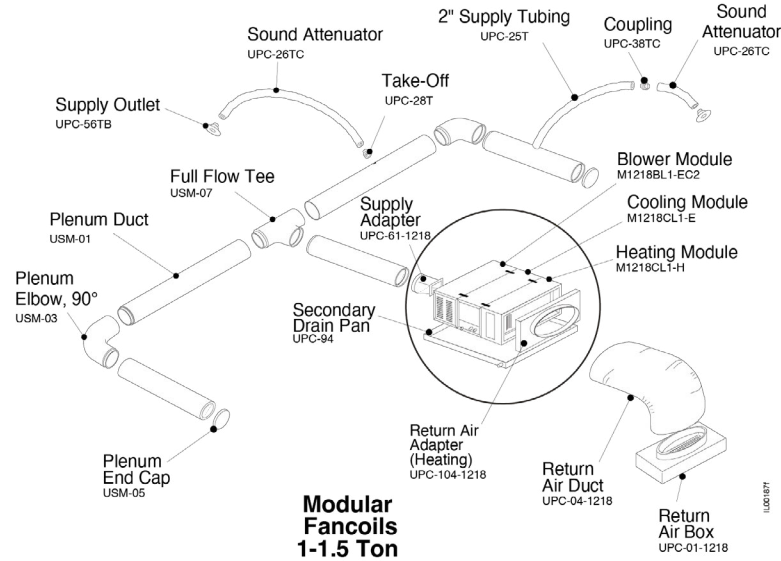 Sound Attenuator
UPC-26TC
2" Supply Tubing
UPC-25T
Coupling
UPC-38TC
Sound
Attenuator
UPC-26TC
Supply Outlet
UPC-56TB
Take-Off
UPC-28T
Full Flow Tee
USM-07
Plenum Duct
USM-01
Supply
Adapter
UPC-61-1218
Blower Module
M1218BL1-EC2
Cooling Module
M1218CL1-E
Heating Module
M1218CL1-H
Plenum
Elbow, 90°
USM-03
Secondary
Drain Pan
UPC-94
Plenum
End Cap
USM-05
Return Air
Adapter
(Heating)
UPC-104-1218
Return
Air Duct
UPC-04-1218
Return
Air Box
UPC-01-1218
IL00187f
Modular
Fancoils
1-1.5 Ton